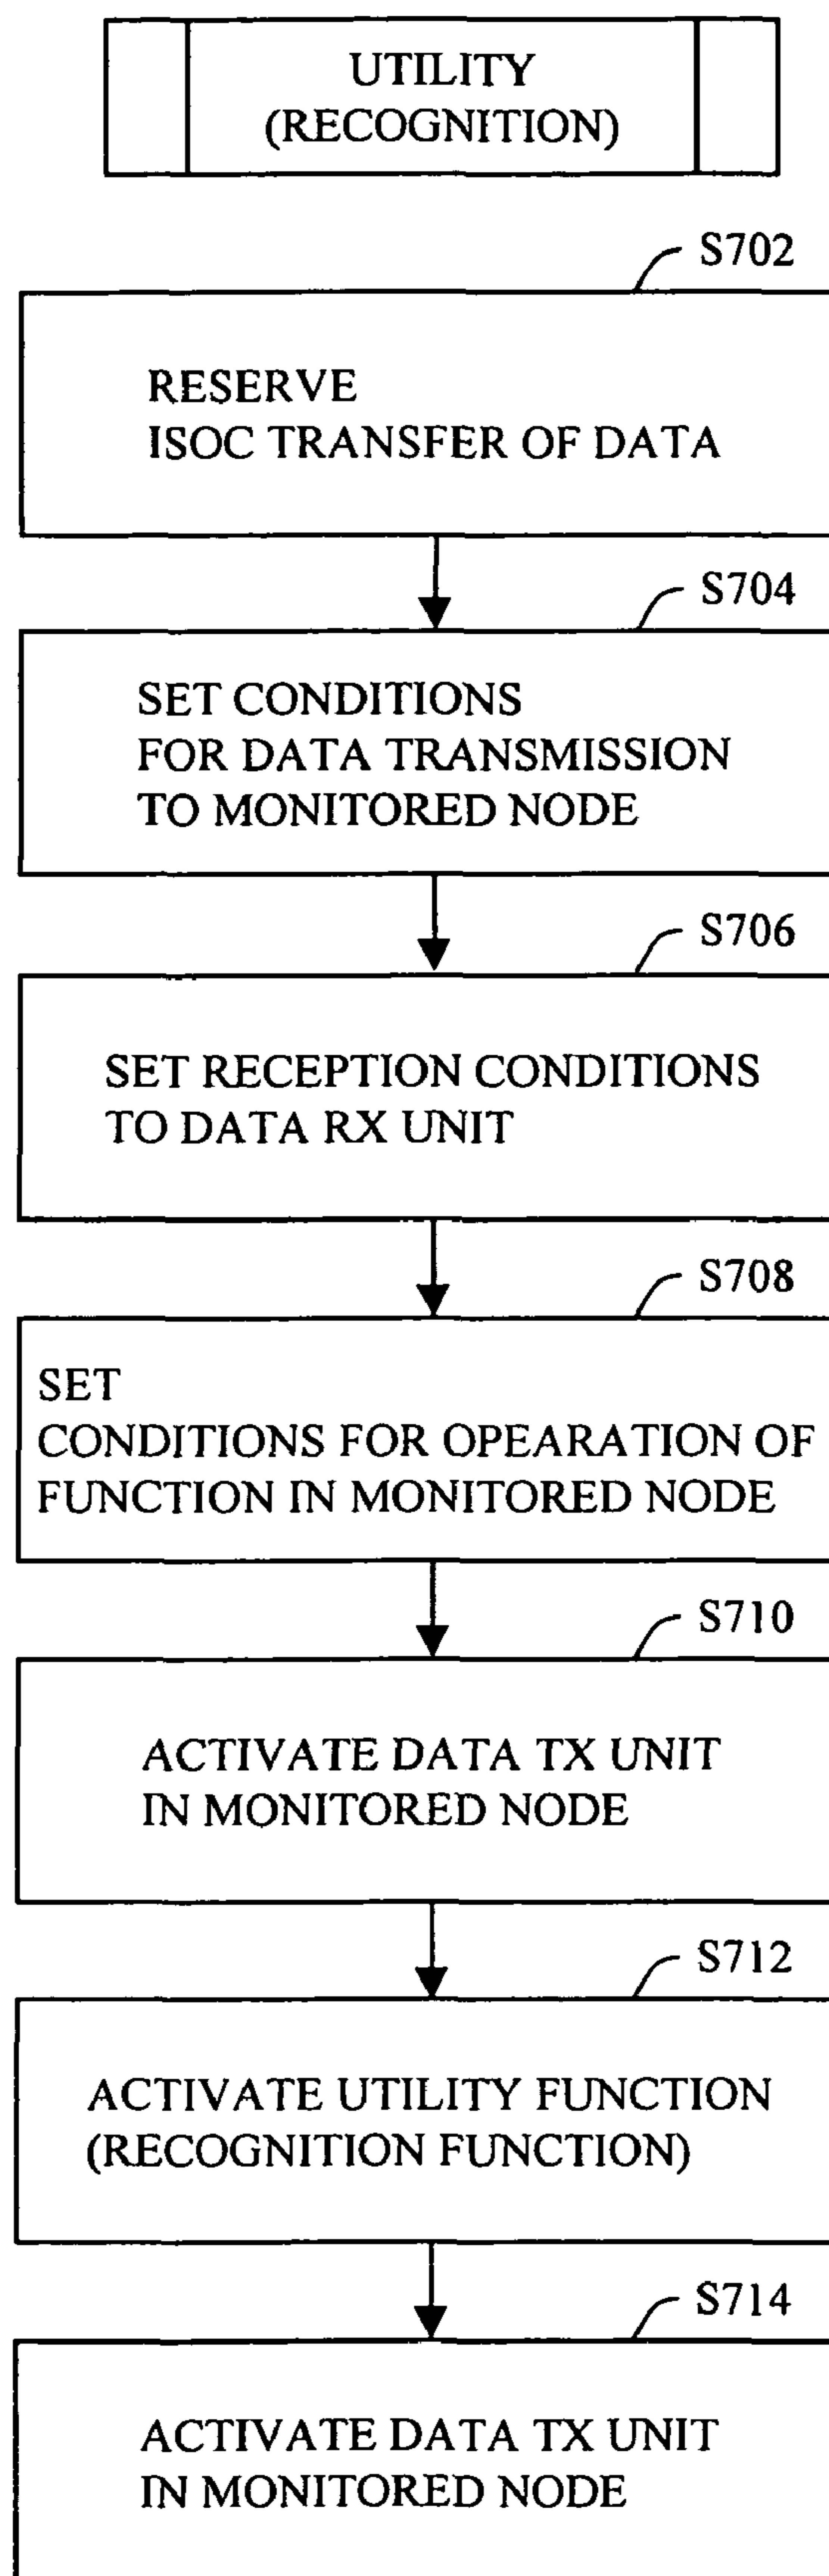 UTILITY
(RECOGNITION)
S702
RESERVE
ISOC TRANSFER OF DATA
S704
SET CONDITIONS
FOR DATA TRANSMISSION
TO MONITORED NODE
S706
SET RECEPTION CONDITIONS
TO DATA RX UNIT
S708
SET
CONDITIONS FOR OPEARATION OF
FUNCTION IN MONITORED NODE
S710
ACTIVATE DATA TX UNIT
IN MONITORED NODE
S712
ACTIVATE UTILITY FUNCTION
(RECOGNITION FUNCTION)
S714
ACTIVATE DATA TX UNIT
IN MONITORED NODE